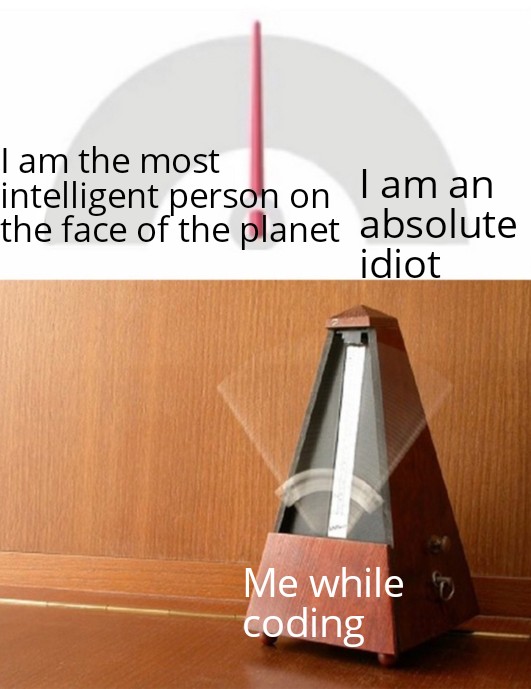 I am the most
intelligent person on
the face of the planet
I am an
absolute
idiot
Me while
coding